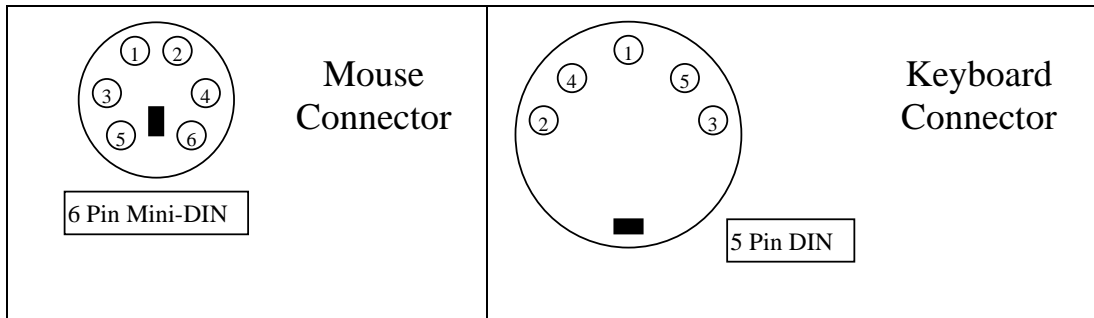 1 2
3 4
5 6
Mouse
Connector
6 Pin Mini-DIN
1
4 5
2 3
Keyboard
Connector
5 Pin DIN